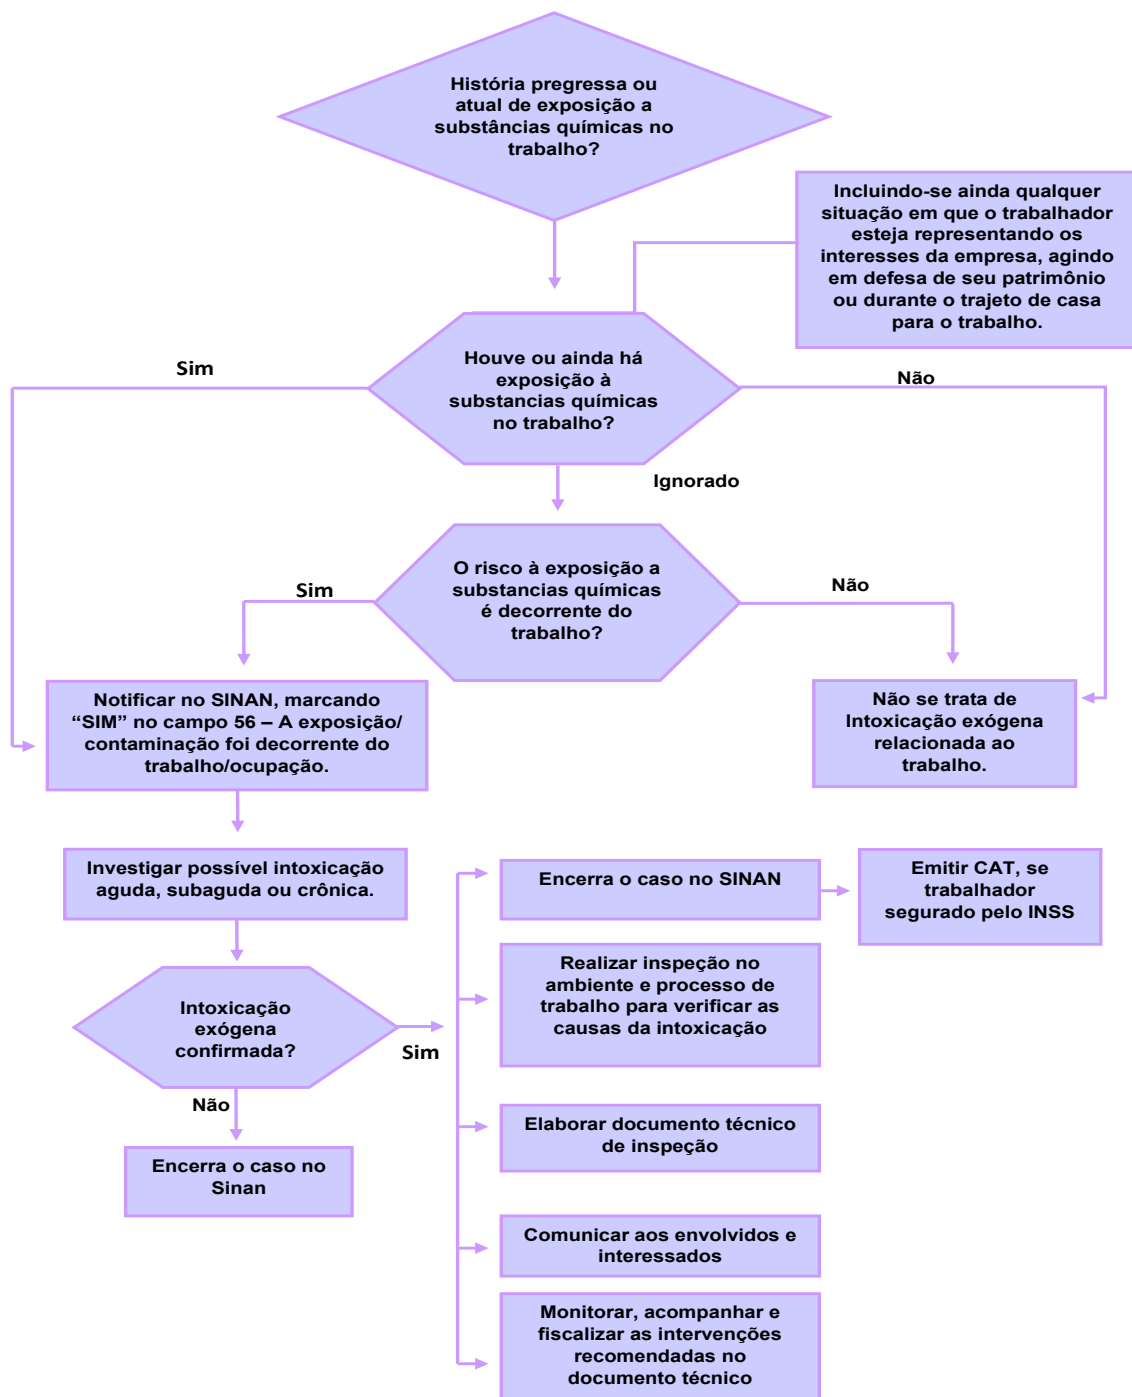 História pregressa ou
atual de exposição a
substâncias químicas no
trabalho?
Incluindo-se ainda qualquer
situação em que o trabalhador
esteja representando os
interesses da empresa, agindo
em defesa de seu patrimônio
ou durante o trajeto de casa
para o trabalho.
Houve ou ainda há
exposição à
substancias químicas
no trabalho?
Sim
Não
Ignorado
O risco à exposição a
substancias químicas
é decorrente do
trabalho?
Sim
Não
Notificar no SINAN, marcando
“SIM” no campo 56 – A exposição/
contaminação foi decorrente do
trabalho/ocupação.
Não se trata de
Intoxicação exógena
relacionada ao
trabalho.
Investigar possível intoxicação
aguda, subaguda ou crônica.
Encerra o caso no SINAN
Emitir CAT, se
trabalhador
segurado pelo INSS
Realizar inspeção no
ambiente e processo de
trabalho para verificar as
causas da intoxicação
Intoxicação
exógena
confirmada?
Sim
Não
Encerra o caso no
Sinan
Elaborar documento técnico
de inspeção
Comunicar aos envolvidos e
interessados
Monitorar, acompanhar e
fiscalizar as intervenções
recomendadas no
documento técnico